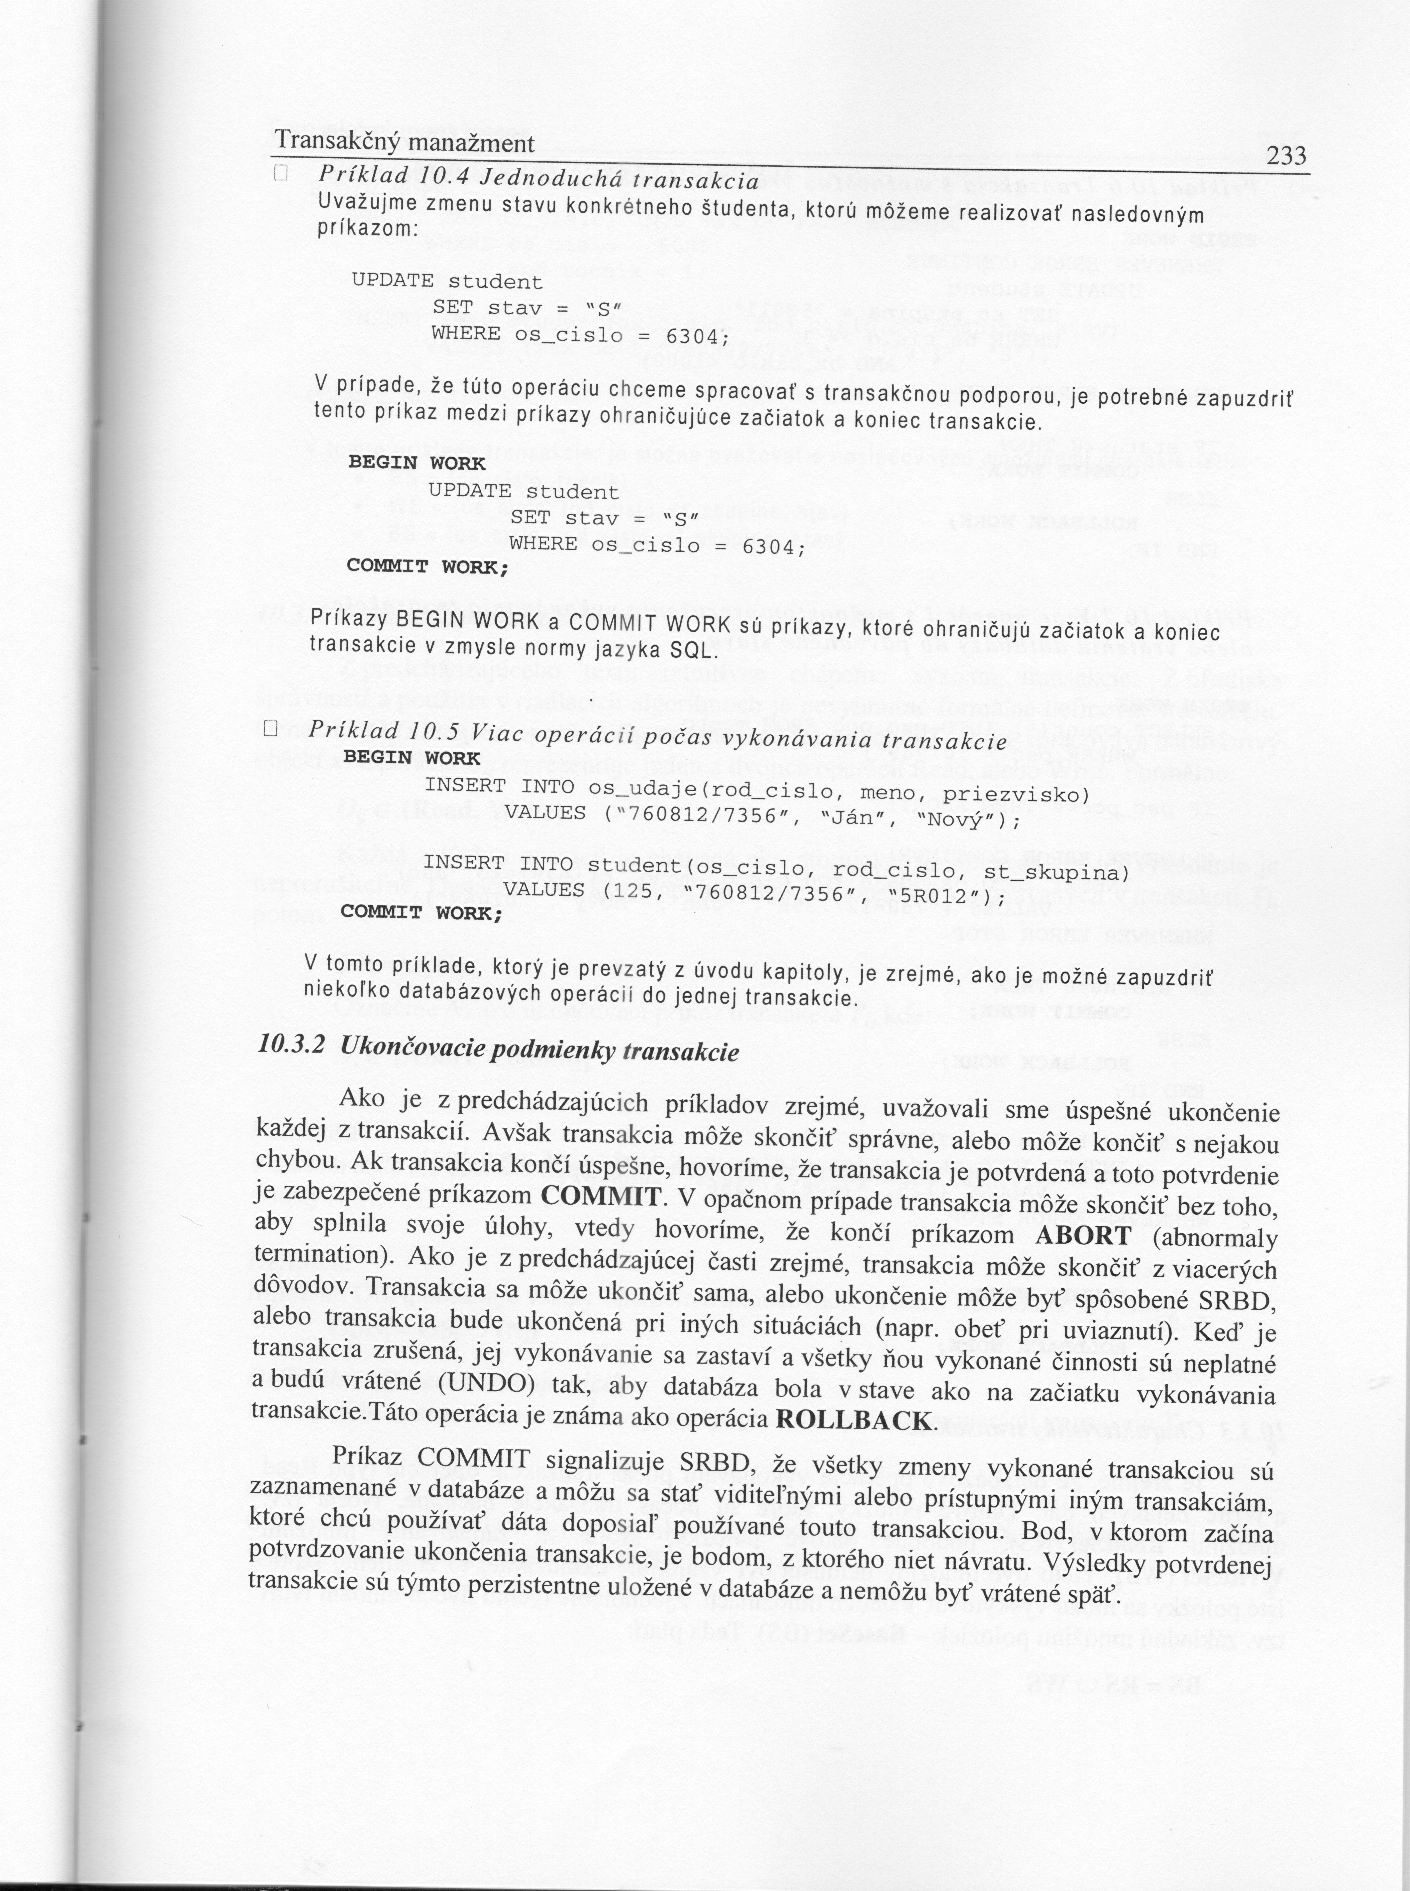 Transakčný manažment
233
Príklad 10.4 Jednoduchá transakcia
Uvažujme zmenu stavu konkrétneho študenta, ktorú môžeme realizovať nasledovným
príkazom:
UPDATE student
SET stav = "S"
WHERE os_cislo = 6304;
V prípade, že túto operáciu chceme spracovať s transakčnou podporou, je potrebné zapuzdriť
tento príkaz medzi príkazy ohraničujúce začiatok a koniec transakcie.
BEGIN WORK
UPDATE student
SET stav = "S"
WHERE os_cislo = 6304;
COMMIT WORK;
Príkazy BEGIN WORK a COMMIT WORK sú príkazy, ktoré ohraničujú začiatok a koniec
transakcie v zmysle normy jazyka SQL.
Príklad 10.5 Viac operácií počas vykonávania transakcie
BEGIN WORK
INSERT INTO os_udaje(rod_cislo, meno, priezvisko)
VALUES ("760812/7356", "Ján", "Nový");
INSERT INTO student(os_cislo, rod_cislo, st_skupina)
VALUES (125, "760812/7356", "5R012");
COMMIT WORK;
V tomto príklade, ktorý je prevzatý z úvodu kapitoly, je zrejmé, ako je možné zapuzdriť
niekoľko databázových operácií do jednej transakcie.
10.3.2 Ukončovacie podmienky transakcie
Ako je z predchádzajúcich príkladov zrejmé, uvažovali sme úspešné ukončenie
každej z transakcií. Avšak transakcia môže skončiť správne, alebo môže končiť s nejakou
chybou. Ak transakcia končí úspešne, hovoríme, že transakcia je potvrdená a toto potvrdenie
je zabezpečené príkazom COMMIT. V opačnom prípade transakcia môže skončiť bez toho,
aby splnila svoje úlohy, vtedy hovoríme, že končí príkazom ABORT (abnormaly
termination). Ako je z predchádzajúcej časti zrejmé, transakcia môže skončiť z viacerých
dôvodov. Transakcia sa môže ukončiť sama, alebo ukončenie môže byť spôsobené SRBD,
alebo transakcia bude ukončená pri iných situáciách (napr. obeť pri uviaznutí). Keď je
transakcia zrušená, jej vykonávanie sa zastaví a všetky ňou vykonané činnosti sú neplatné
a budú vrátené (UNDO) tak, aby databáza bola v stave ako na začiatku vykonávania
transakcie.Táto operácia je známa ako operácia ROLLBACK.
Príkaz COMMIT signalizuje SRBD, že všetky zmeny vykonané transakciou sú
zaznamenané v databáze a môžu sa stať viditeľnými alebo prístupnými iným transakciám,
ktoré chcú používať dáta doposiaľ používané touto transakciou. Bod, v ktorom začína
potvrdzovanie ukončenia transakcie, je bodom, z ktorého niet návratu. Výsledky potvrdenej
transakcie sú týmto perzistentne uložené v databáze a nemôžu byť vrátené späť.